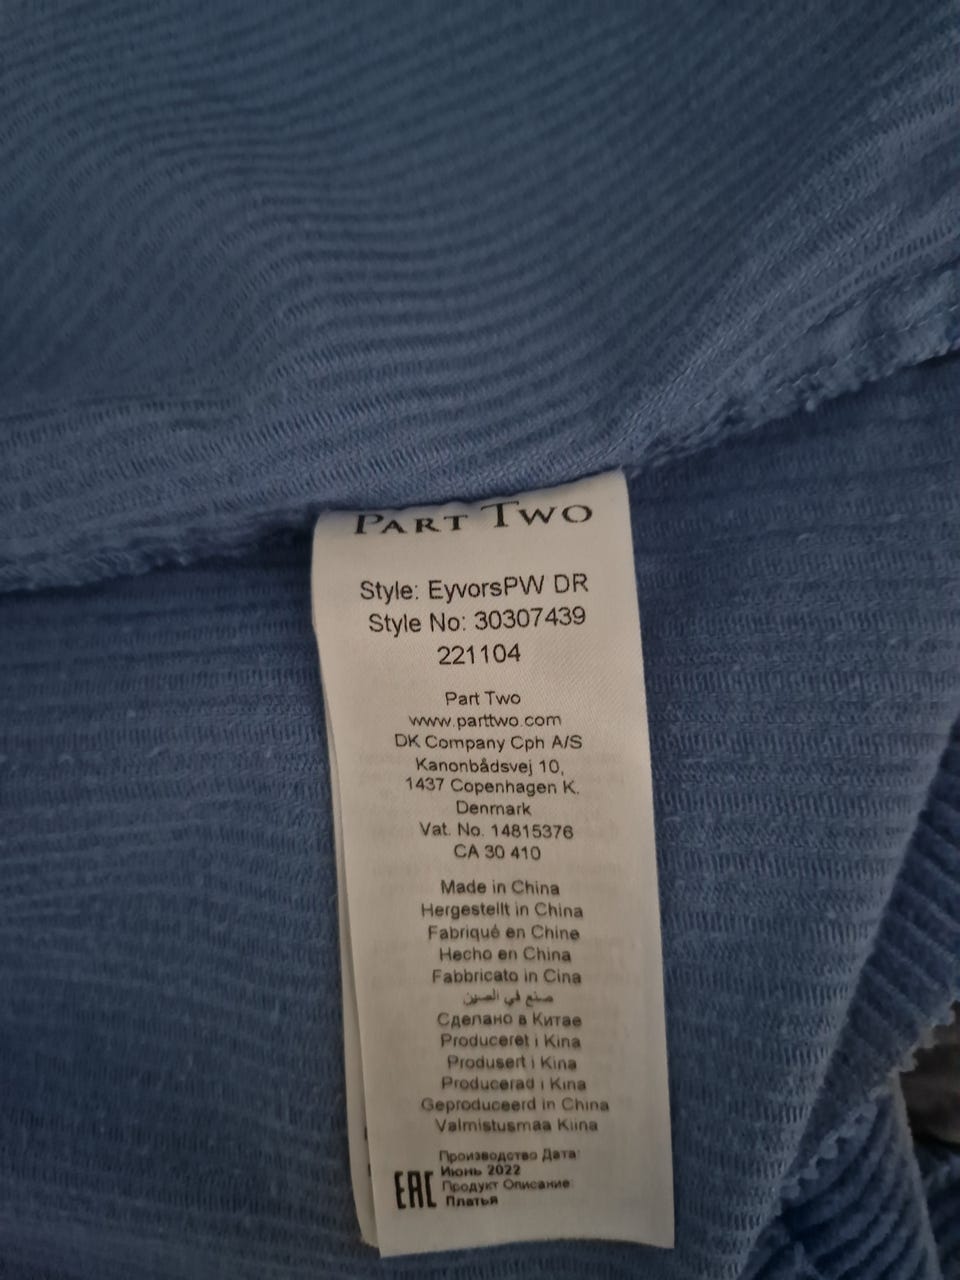 PART TWO
Style: EyvorsPW DR
Style No: 30307439
221104
Part Two
www.parttwo.com
DK Company Cph A/S
Kanonbådsvej 10,
1437 Copenhagen K.
Denmark
Vat. No. 14815376
CA 30 410
Made in China
Hergestellt in China
Fabriqué en Chine
Hecho en China
Fabbricato in Cina
صنع في الصين
Сделано в Китае
Produceret i Kina
Produsert i Kina
Producerad i Kina
Geproduceerd in China
Valmistusmaa Kiina
Производство Дата:
Июнь 2022
Продукт Описание:
Платья
EAC